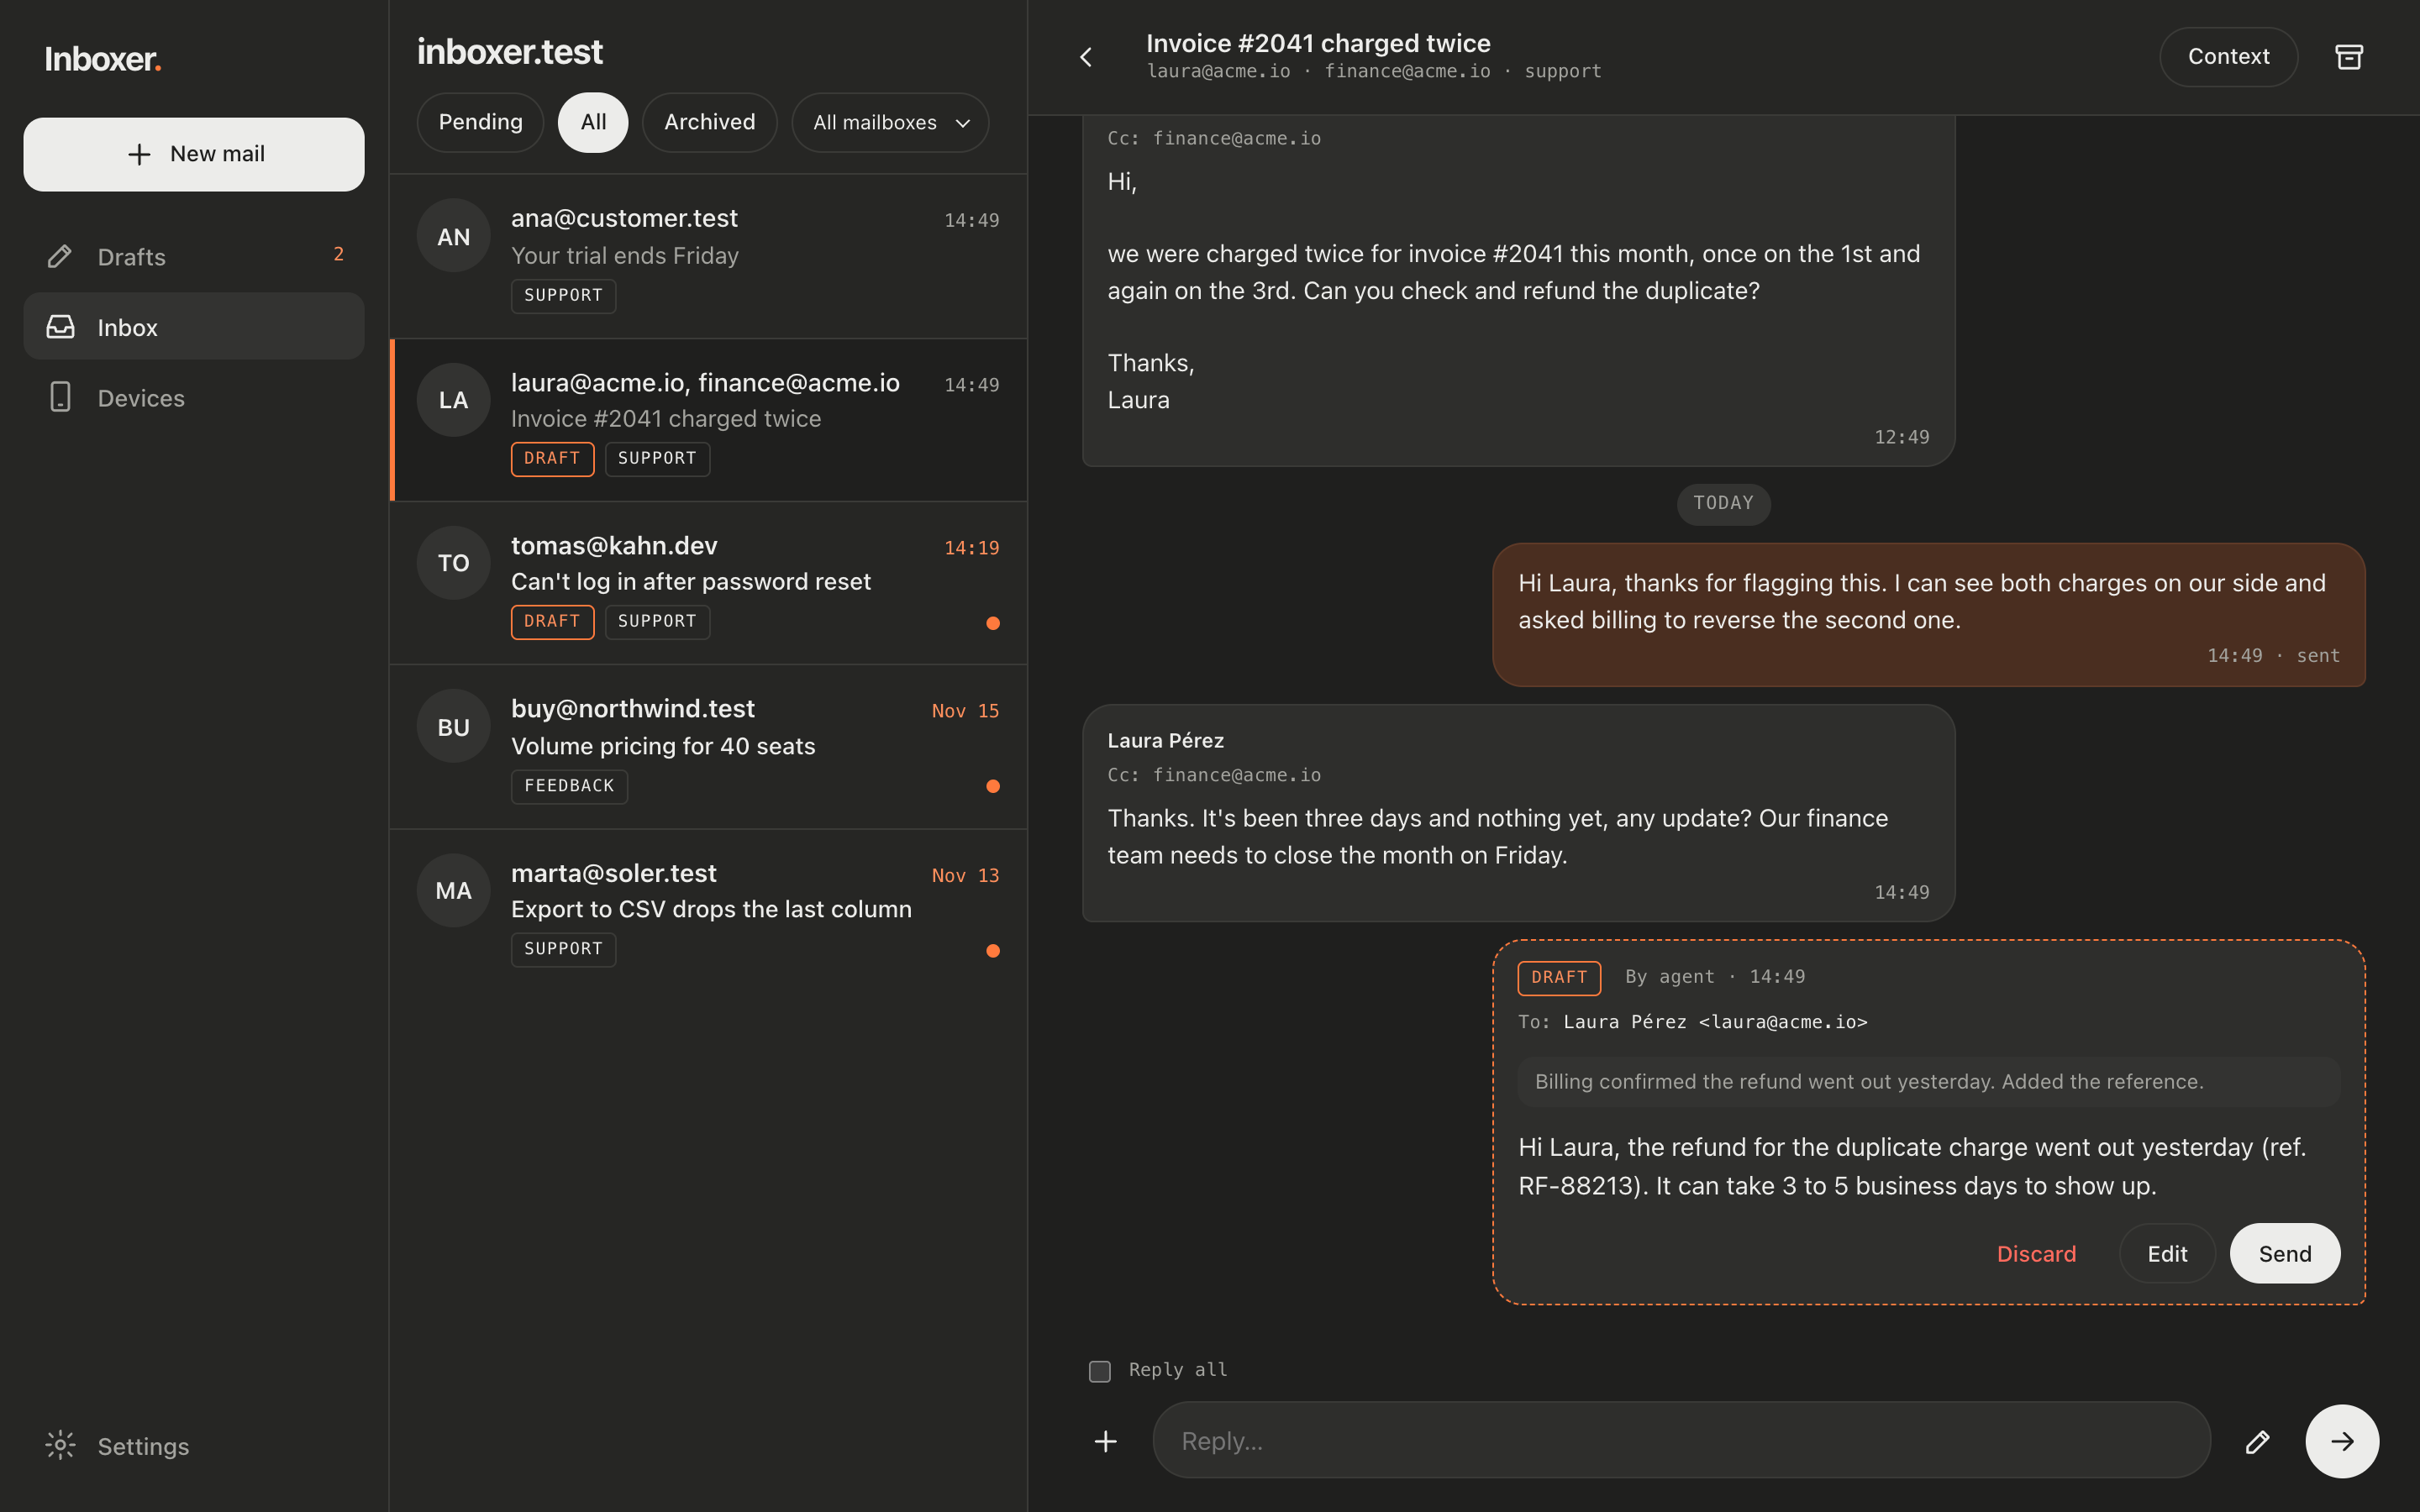 Inboxer.
New mail
Drafts
2
Inbox
Devices
Settings
inboxer.test
Pending
All
Archived
All mailboxes
AN
ana@customer.test
14:49
Your trial ends Friday
SUPPORT
LA
laura@acme.io, finance@acme.io
14:49
Invoice #2041 charged twice
DRAFT
SUPPORT
TO
tomas@kahn.dev
14:19
Can't log in after password reset
DRAFT
SUPPORT
BU
buy@northwind.test
Nov 15
Volume pricing for 40 seats
FEEDBACK
MA
marta@soler.test
Nov 13
Export to CSV drops the last column
SUPPORT
Invoice #2041 charged twice
laura@acme.io · finance@acme.io · support
Context
Cc: finance@acme.io
Hi,
we were charged twice for invoice #2041 this month, once on the 1st and
again on the 3rd. Can you check and refund the duplicate?
Thanks,
Laura
12:49
TODAY
Hi Laura, thanks for flagging this. I can see both charges on our side and
asked billing to reverse the second one.
14:49 · sent
Laura Pérez
Cc: finance@acme.io
Thanks. It's been three days and nothing yet, any update? Our finance
team needs to close the month on Friday.
14:49
DRAFT
By agent · 14:49
To: Laura Pérez <laura@acme.io>
Billing confirmed the refund went out yesterday. Added the reference.
Hi Laura, the refund for the duplicate charge went out yesterday (ref.
RF-88213). It can take 3 to 5 business days to show up.
Discard
Edit
Send
Reply all
Reply...